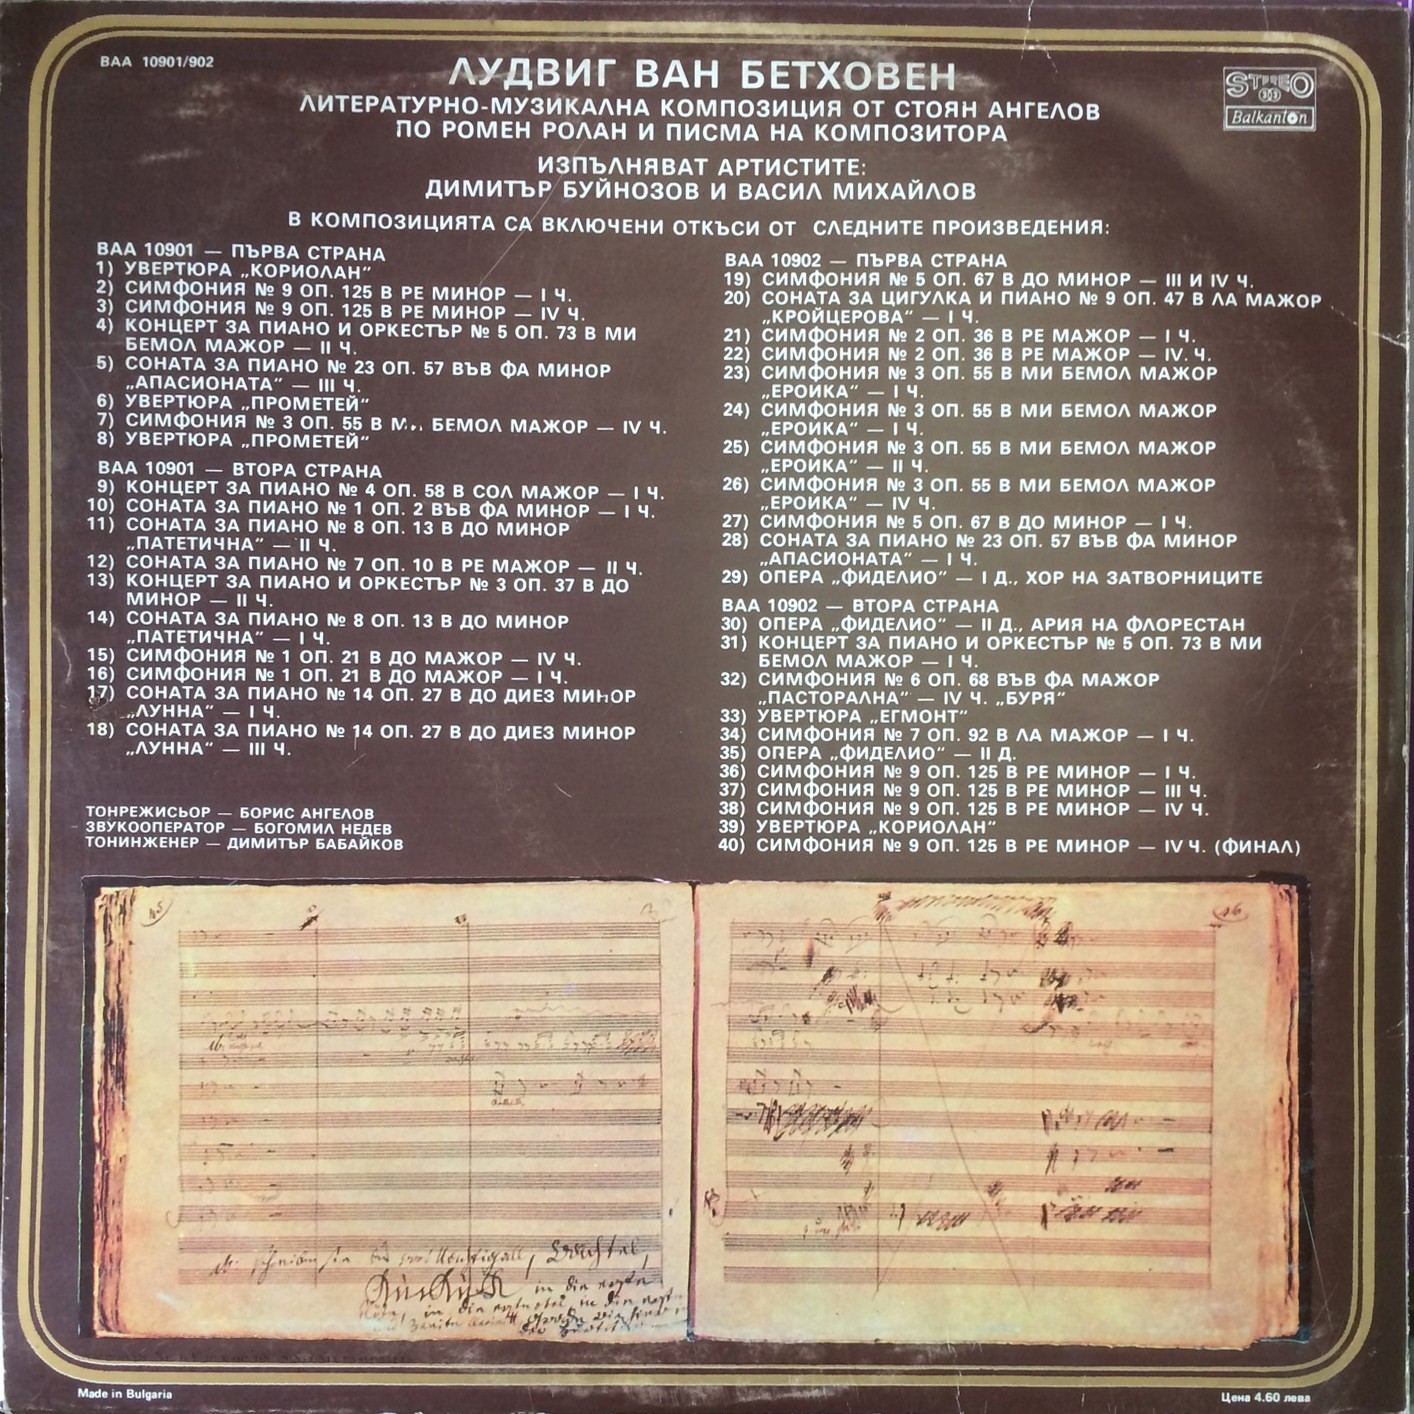 ВАА 10901/902
ЛУДВИГ ВАН БЕТХОВЕН
ЛИТЕРАТУРНО-МУЗИКАЛНА КОМПОЗИЦИЯ ОТ СТОЯН АНГЕЛОВ
ПО РОМЕН РОЛАН И ПИСМА НА КОМПОЗИТОРА
STEREO
33
Balkanton
ИЗПЪЛНЯВАТ АРТИСТИТЕ:
ДИМИТЪР БУЙНОЗОВ И ВАСИЛ МИХАЙЛОВ
В КОМПОЗИЦИЯТА СА ВКЛЮЧЕНИ ОТКЪСИ ОТ СЛЕДНИТЕ ПРОИЗВЕДЕНИЯ:
ВАА 10901 — ПЪРВА СТРАНА
1) УВЕРТЮРА „КОРИОЛАН"
2) СИМФОНИЯ № 9 ОП. 125 В РЕ МИНОР — I Ч.
3) СИМФОНИЯ № 9 ОП. 125 В РЕ МИНОР — IV Ч.
4) КОНЦЕРТ ЗА ПИАНО И ОРКЕСТЪР № 5 ОП. 73 В МИ
БЕМОЛ МАЖОР — II Ч.
5) СОНАТА ЗА ПИАНО № 23 ОП. 57 ВЪВ ФА МИНОР
„АПАСИОНАТА" — III Ч.
6) УВЕРТЮРА „ПРОМЕТЕЙ"
7) СИМФОНИЯ № 3 ОП. 55 В МИ БЕМОЛ МАЖОР — IV Ч.
8) УВЕРТЮРА „ПРОМЕТЕЙ"
ВАА 10901 — ВТОРА СТРАНА
9) КОНЦЕРТ ЗА ПИАНО № 4 ОП. 58 В СОЛ МАЖОР — I Ч.
10) СОНАТА ЗА ПИАНО № 1 ОП. 2 ВЪВ ФА МИНОР — I Ч.
11) СОНАТА ЗА ПИАНО № 8 ОП. 13 В ДО МИНОР
„ПАТЕТИЧНА" — II Ч.
12) СОНАТА ЗА ПИАНО № 7 ОП. 10 В РЕ МАЖОР — II Ч.
13) КОНЦЕРТ ЗА ПИАНО И ОРКЕСТЪР № 3 ОП. 37 В ДО
МИНОР — II Ч.
14) СОНАТА ЗА ПИАНО № 8 ОП. 13 В ДО МИНОР
„ПАТЕТИЧНА" — I Ч.
15) СИМФОНИЯ № 1 ОП. 21 В ДО МАЖОР — IV Ч.
16) СИМФОНИЯ № 1 ОП. 21 В ДО МАЖОР — I Ч.
17) СОНАТА ЗА ПИАНО № 14 ОП. 27 В ДО ДИЕЗ МИНОР
„ЛУННА" — I Ч.
18) СОНАТА ЗА ПИАНО № 14 ОП. 27 В ДО ДИЕЗ МИНОР
„ЛУННА" — III Ч.
ТОНРЕЖИСЬОР — БОРИС АНГЕЛОВ
ЗВУКООПЕРАТОР — БОГОМИЛ НЕДЕВ
ТОНИНЖЕНЕР — ДИМИТЪР БАБАЙКОВ
ВАА 10902 — ПЪРВА СТРАНА
19) СИМФОНИЯ № 5 ОП. 67 В ДО МИНОР — III И IV Ч.
20) СОНАТА ЗА ЦИГУЛКА И ПИАНО № 9 ОП. 47 В ЛА МАЖОР
„КРОЙЦЕРОВА" — I Ч.
21) СИМФОНИЯ № 2 ОП. 36 В РЕ МАЖОР — I Ч.
22) СИМФОНИЯ № 2 ОП. 36 В РЕ МАЖОР — IV. Ч.
23) СИМФОНИЯ № 3 ОП. 55 В МИ БЕМОЛ МАЖОР
„ЕРОИКА" — I Ч.
24) СИМФОНИЯ № 3 ОП. 55 В МИ БЕМОЛ МАЖОР
„ЕРОИКА" — I Ч.
25) СИМФОНИЯ № 3 ОП. 55 В МИ БЕМОЛ МАЖОР
„ЕРОИКА" — II Ч.
26) СИМФОНИЯ № 3 ОП. 55 В МИ БЕМОЛ МАЖОР
„ЕРОИКА" — IV Ч.
27) СИМФОНИЯ № 5 ОП. 67 В ДО МИНОР — I Ч.
28) СОНАТА ЗА ПИАНО № 23 ОП. 57 ВЪВ ФА МИНОР
„АПАСИОНАТА" — I Ч.
29) ОПЕРА „ФИДЕЛИО" — I Д., ХОР НА ЗАТВОРНИЦИТЕ
ВАА 10902 — ВТОРА СТРАНА
30) ОПЕРА „ФИДЕЛИО" — II Д., АРИЯ НА ФЛОРЕСТАН
31) КОНЦЕРТ ЗА ПИАНО И ОРКЕСТЪР № 5 ОП. 73 В МИ
БЕМОЛ МАЖОР — I Ч.
32) СИМФОНИЯ № 6 ОП. 68 ВЪВ ФА МАЖОР
„ПАСТОРАЛНА" — IV Ч. „БУРЯ"
33) УВЕРТЮРА „ЕГМОНТ"
34) СИМФОНИЯ № 7 ОП. 92 В ЛА МАЖОР — I Ч.
35) ОПЕРА „ФИДЕЛИО" — II Д.
36) СИМФОНИЯ № 9 ОП. 125 В РЕ МИНОР — I Ч.
37) СИМФОНИЯ № 9 ОП. 125 В РЕ МИНОР — III Ч.
38) СИМФОНИЯ № 9 ОП. 125 В РЕ МИНОР — IV Ч.
39) УВЕРТЮРА „КОРИОЛАН"
40) СИМФОНИЯ № 9 ОП. 125 В РЕ МИНОР — IV Ч. (ФИНАЛ)
Made in Bulgaria
Цена 4.60 лева